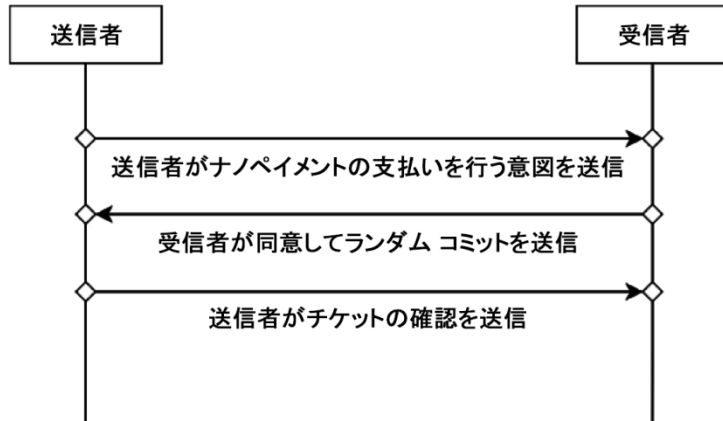 送信者
受信者
送信者がナノペイメントの支払いを行う意図を送信
受信者が同意してランダム コミットを送信
送信者がチケットの確認を送信